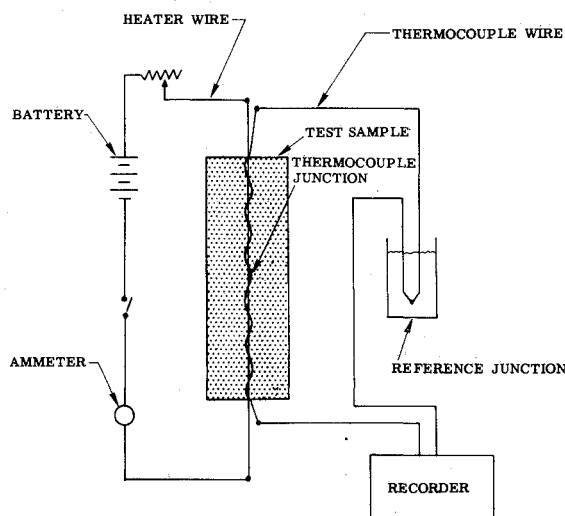 HEATER WIRE
THERMOCOUPLE WIRE
BATTERY
TEST SAMPLE
THERMOCOUPLE
JUNCTION
AMMETER
REFERENCE JUNCTION
RECORDER